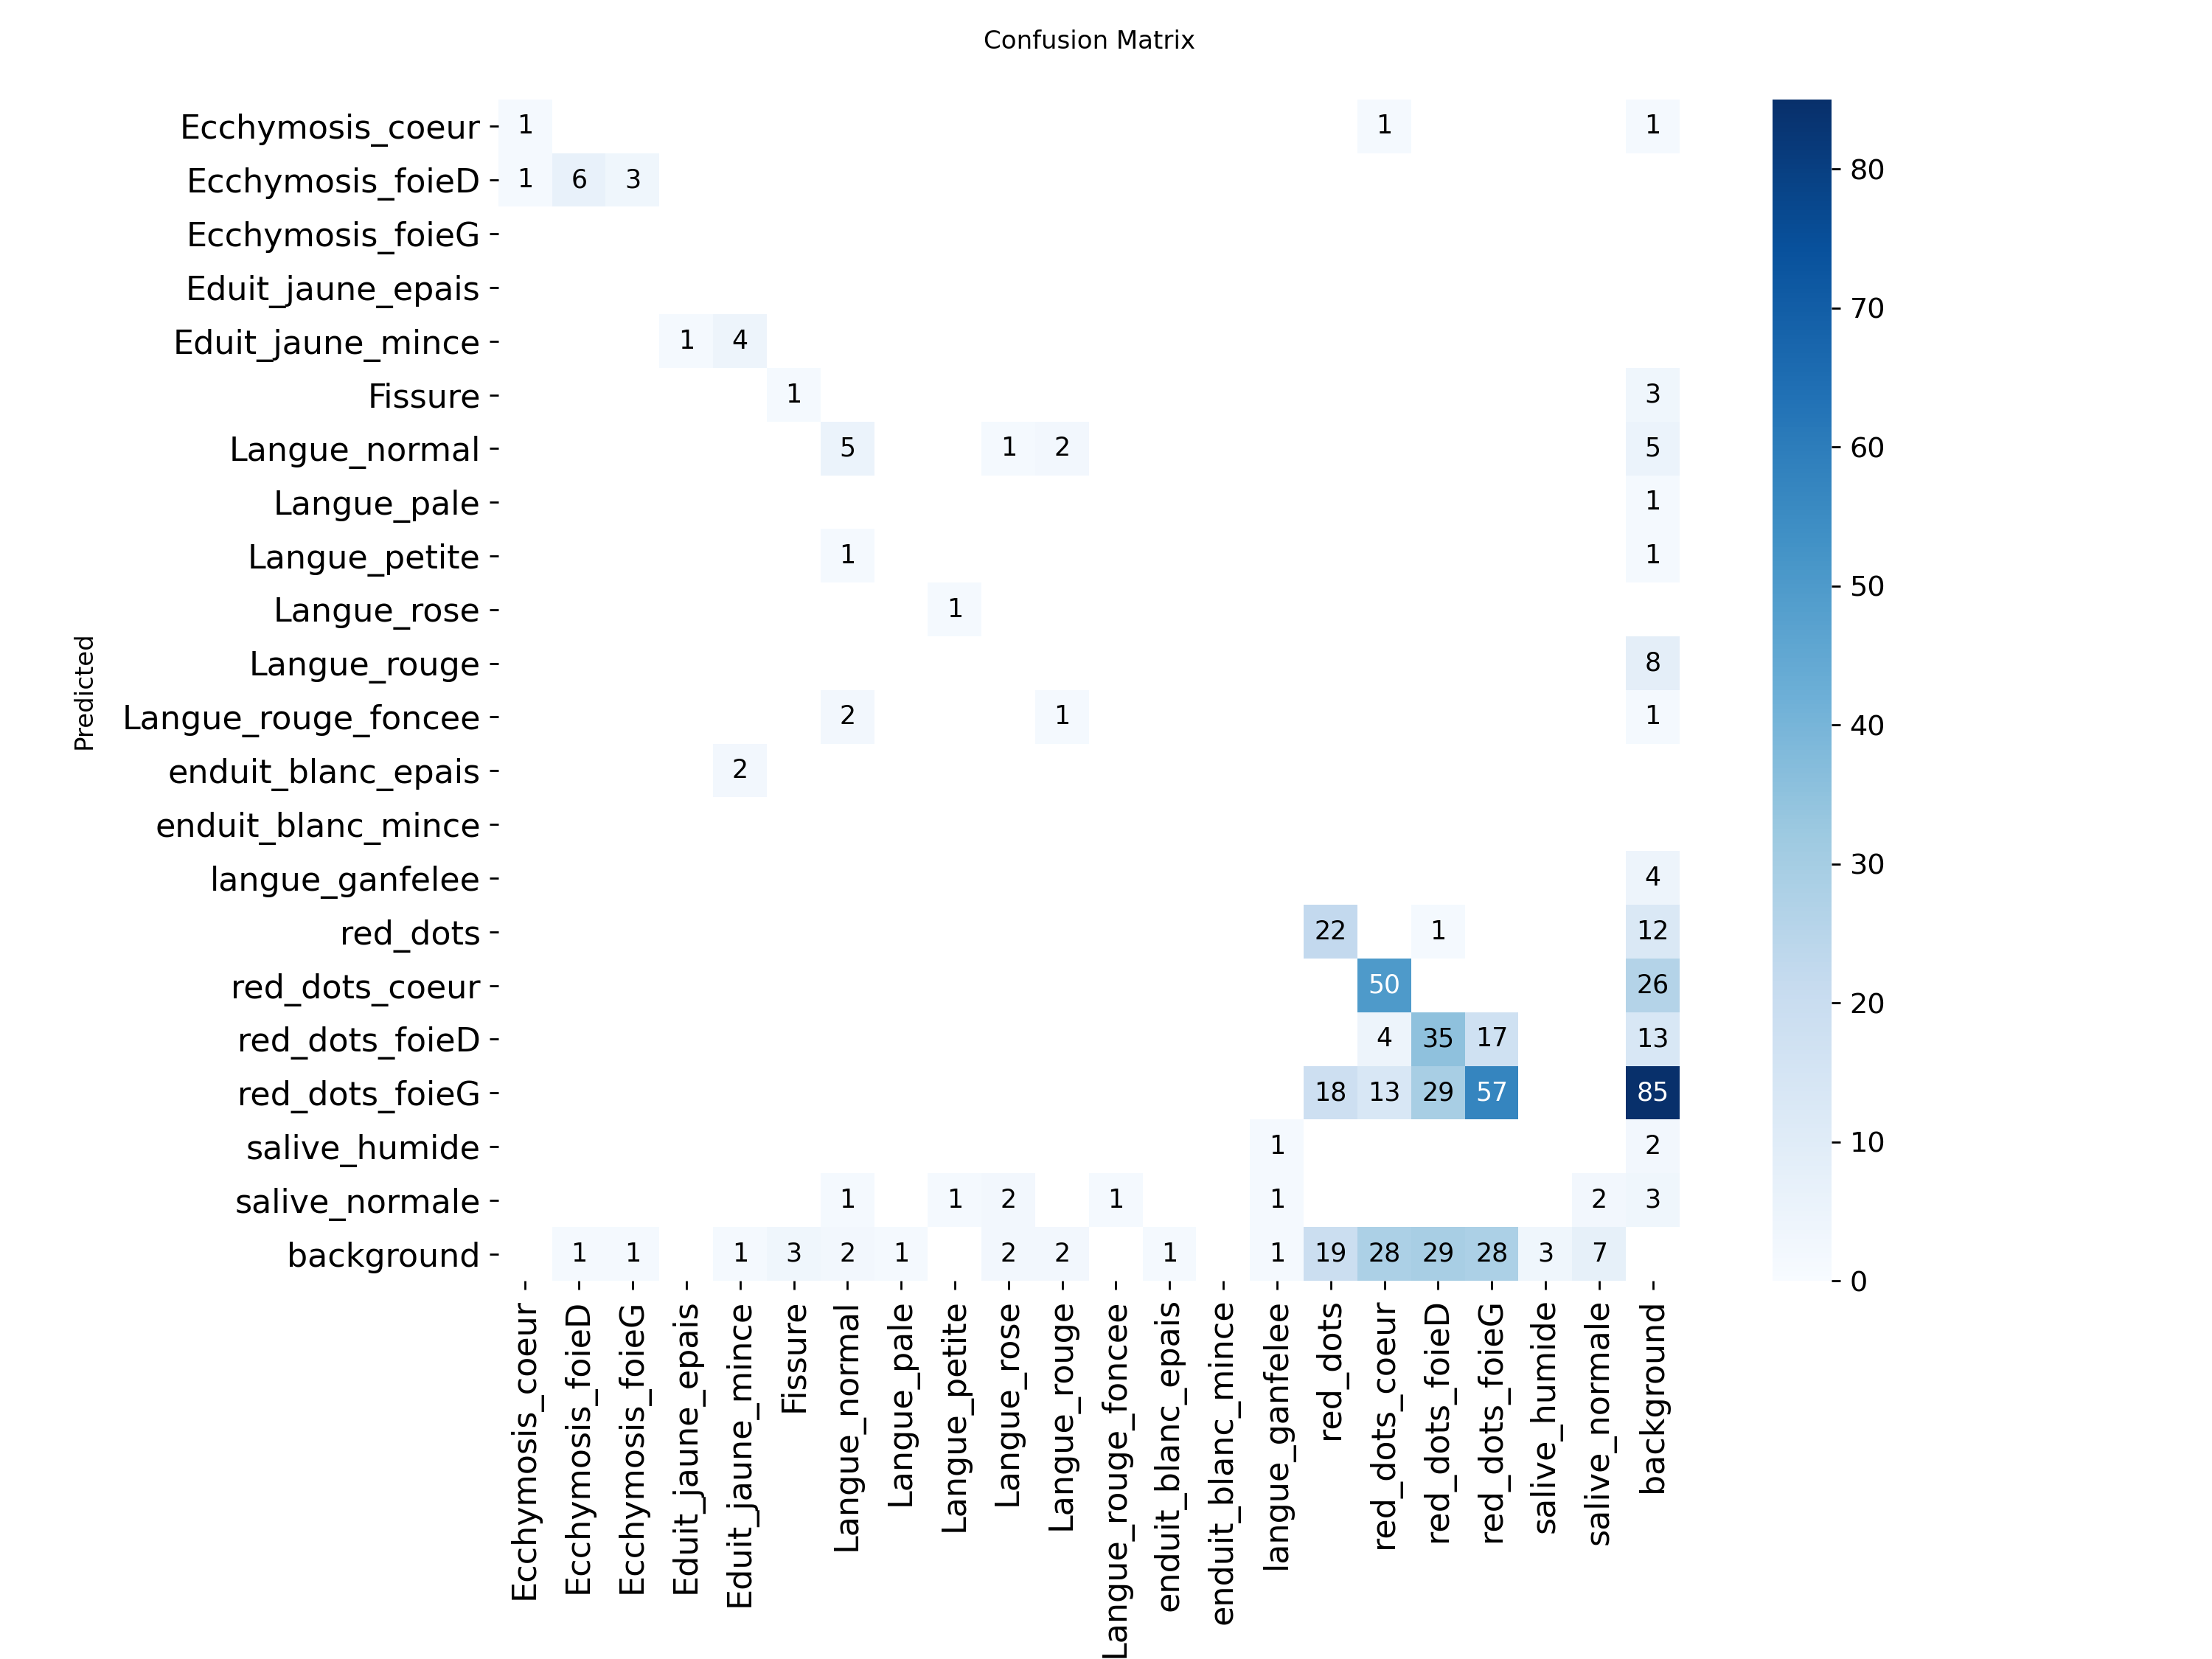 Confusion Matrix
Predicted
Ecchymosis_coeur 1 1 1
Ecchymosis_foieD 1 6 3
Ecchymosis_foieG
Eduit_jaune_epais
Eduit_jaune_mince 1 4
Fissure 1 3
Langue_normal 5 1 2 5
Langue_pale 1
Langue_petite 1 1
Langue_rose 1
Langue_rouge 8
Langue_rouge_foncee 2 1 1
enduit_blanc_epais 2
enduit_blanc_mince
langue_ganfelee 4
red_dots 22 1 12
red_dots_coeur 50 26
red_dots_foieD 4 35 17 13
red_dots_foieG 18 13 29 57 85
salive_humide 1 2
salive_normale 1 1 2 1 1 2 3
background 1 1 1 3 2 1 2 2 1 1 19 28 29 28 3 7
Ecchymosis_coeur
Ecchymosis_foieD
Ecchymosis_foieG
Eduit_jaune_epais
Eduit_jaune_mince
Fissure
Langue_normal
Langue_pale
Langue_petite
Langue_rose
Langue_rouge
Langue_rouge_foncee
enduit_blanc_epais
enduit_blanc_mince
langue_ganfelee
red_dots
red_dots_coeur
red_dots_foieD
red_dots_foieG
salive_humide
salive_normale
background
80
70
60
50
40
30
20
10
0